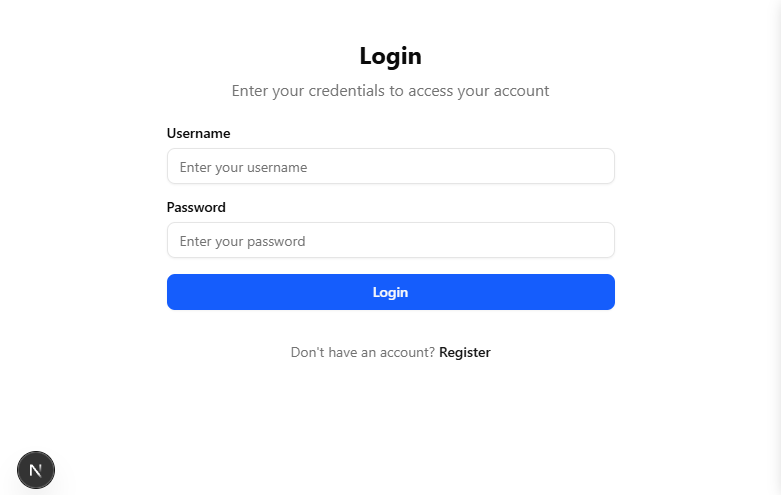 Login
Enter your credentials to access your account
Username
Enter your username
Password
Enter your password
Login
Don't have an account? Register
N